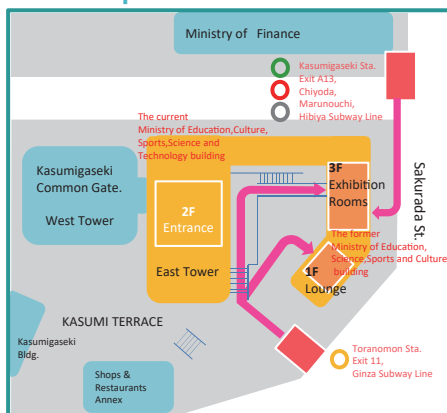 Ministry of Finance
Kasumigaseki Sta.
Exit A13,
Chiyoda,
Marunouchi,
Hibiya Subway Line
The current
Ministry of Education,Culture,
Sports,Science and
Technology building
Kasumigaseki
Common Gate.
West Tower
2F
Entrance
East Tower
3F
Exhibition
Rooms
Sakurada St.
The former
Ministry of Education,
Science,Sports and Culture
building
1F
Lounge
KASUMI TERRACE
Kasumigaseki
Bldg.
Shops &
Restaurants
Annex
Toranomon Sta.
Exit 11,
Ginza Subway Line